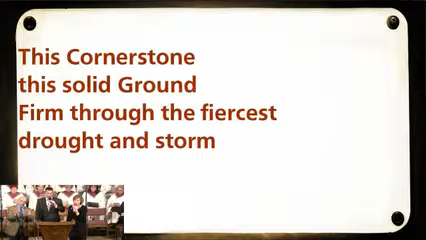 This Cornerstone
this solid Ground
Firm through the fiercest
drought and storm